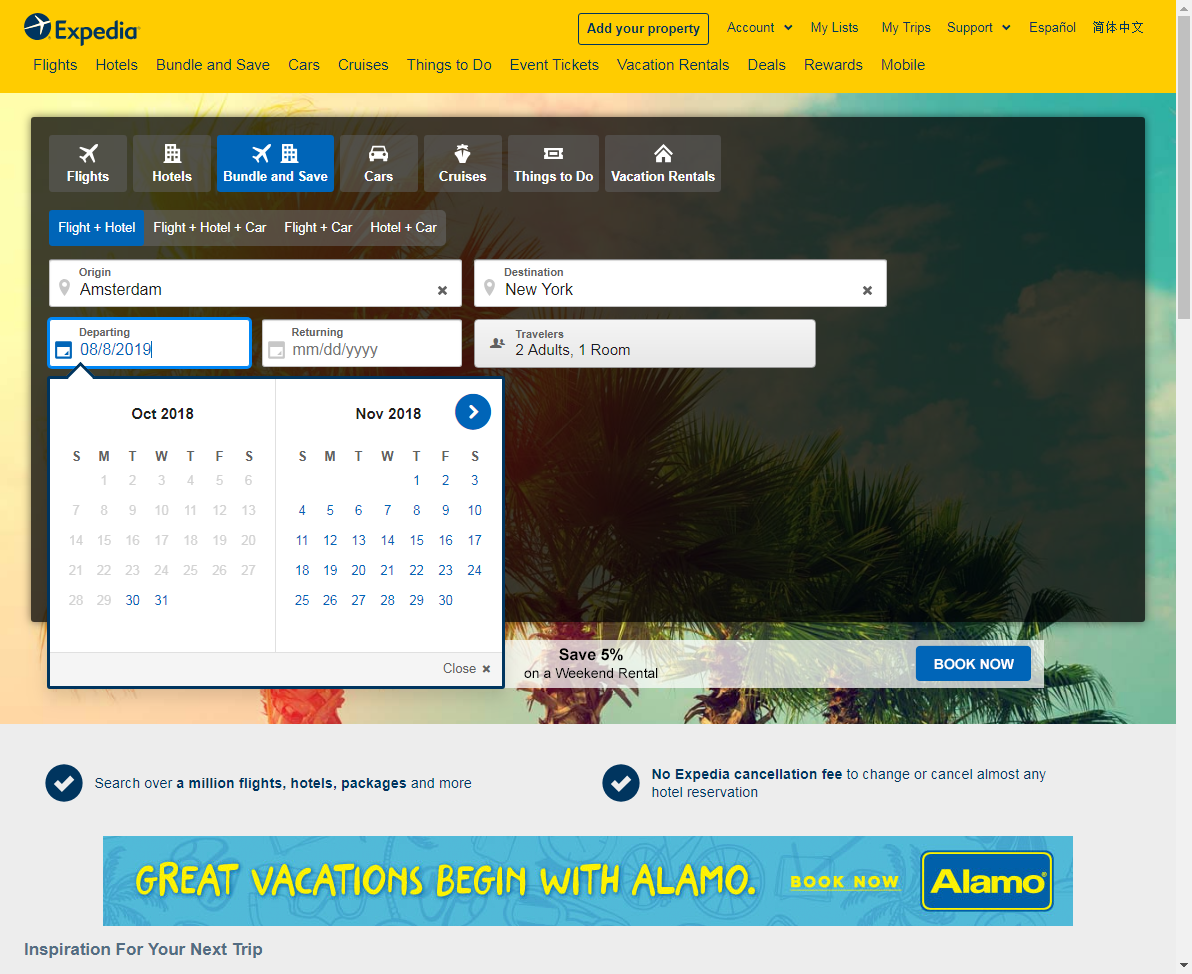 Expedia
Add your property Account My Lists My Trips Support Español 简体中文
Flights Hotels Bundle and Save Cars Cruises Things to Do Event Tickets Vacation Rentals Deals Rewards Mobile
Flights Hotels Bundle and Save Cars Cruises Things to Do Vacation Rentals
Flight + Hotel Flight + Hotel + Car Flight + Car Hotel + Car
Origin
Amsterdam
Destination
New York
Departing
08/8/2019
Returning
mm/dd/yyyy
Travelers
2 Adults, 1 Room
Oct 2018
S M T W T F S
1 2 3 4 5 6
7 8 9 10 11 12 13
14 15 16 17 18 19 20
21 22 23 24 25 26 27
28 29 30 31
Nov 2018
S M T W T F S
1 2 3
4 5 6 7 8 9 10
11 12 13 14 15 16 17
18 19 20 21 22 23 24
25 26 27 28 29 30
Close
Save 5%
on a Weekend Rental
BOOK NOW
Search over a million flights, hotels, packages and more
No Expedia cancellation fee to change or cancel almost any
hotel reservation
GREAT VACATIONS BEGIN WITH ALAMO.
BOOK NOW
Alamo
Inspiration For Your Next Trip